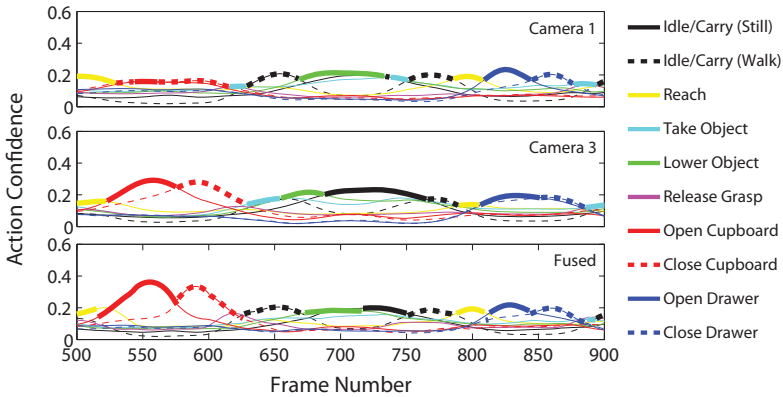 Camera 1
0.6
0.4
0.2
0
Camera 3
0.6
0.4
0.2
0
Fused
0.6
0.4
0.2
0
500 550 600 650 700 750 800 850 900
Frame Number
Action Confidence
Idle/Carry (Still)
Idle/Carry (Walk)
Reach
Take Object
Lower Object
Release Grasp
Open Cupboard
Close Cupboard
Open Drawer
Close Drawer